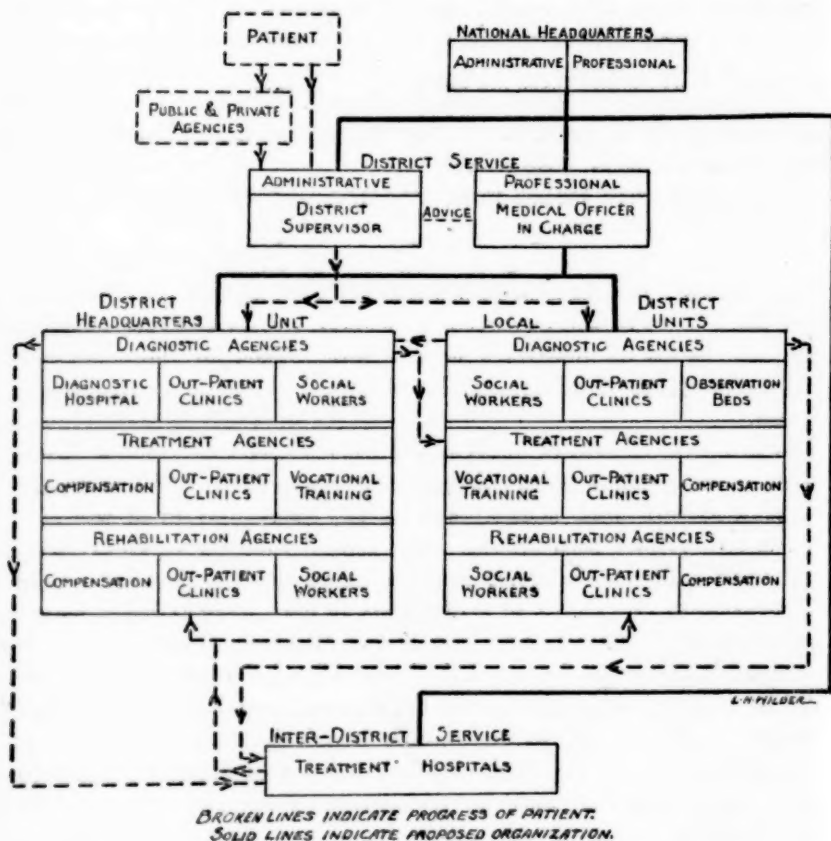 PATIENT
NATIONAL HEADQUARTERS
ADMINISTRATIVE PROFESSIONAL
PUBLIC & PRIVATE
AGENCIES
DISTRICT SERVICE
ADMINISTRATIVE
DISTRICT
SUPERVISOR
ADVICE
PROFESSIONAL
MEDICAL OFFICER
IN CHARGE
DISTRICT
HEADQUARTERS UNIT
DIAGNOSTIC AGENCIES
DIAGNOSTIC
HOSPITAL
OUT-PATIENT
CLINICS
SOCIAL
WORKERS
TREATMENT AGENCIES
COMPENSATION
OUT-PATIENT
CLINICS
VOCATIONAL
TRAINING
REHABILITATION AGENCIES
COMPENSATION
OUT-PATIENT
CLINICS
SOCIAL
WORKERS
LOCAL DISTRICT
UNITS
DIAGNOSTIC AGENCIES
SOCIAL
WORKERS
OUT-PATIENT
CLINICS
OBSERVATION
BEDS
TREATMENT AGENCIES
VOCATIONAL
TRAINING
OUT-PATIENT
CLINICS
COMPENSATION
REHABILITATION AGENCIES
SOCIAL
WORKERS
OUT-PATIENT
CLINICS
COMPENSATION
L.H.WILDER
INTER-DISTRICT SERVICE
TREATMENT HOSPITALS
BROKEN LINES INDICATE PROGRESS OF PATIENT.
SOLID LINES INDICATE PROPOSED ORGANIZATION.